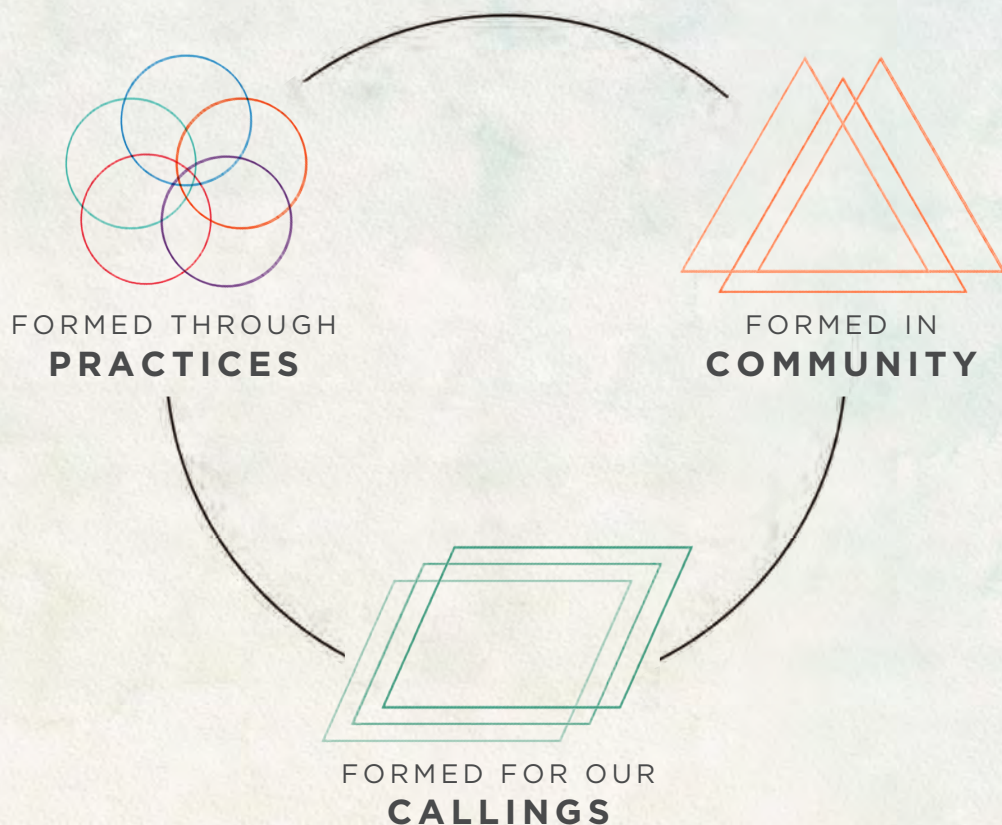 FORMED THROUGH
PRACTICES
FORMED IN
COMMUNITY
FORMED FOR OUR
CALLINGS